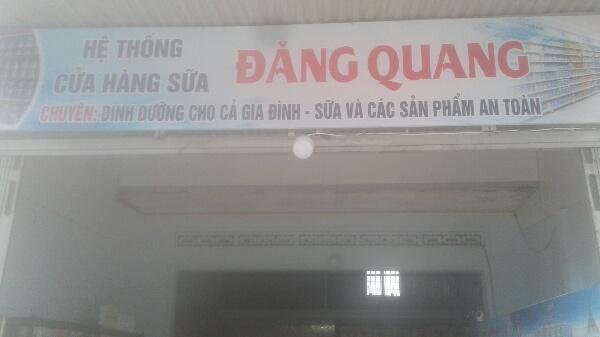 HỆ THỐNG
CỬA HÀNG SỮA
ĐĂNG QUANG
CHUYÊN: DINH DƯỠNG CHO CẢ GIA ĐÌNH - SỮA VÀ CÁC SẢN PHẨM AN TOÀN